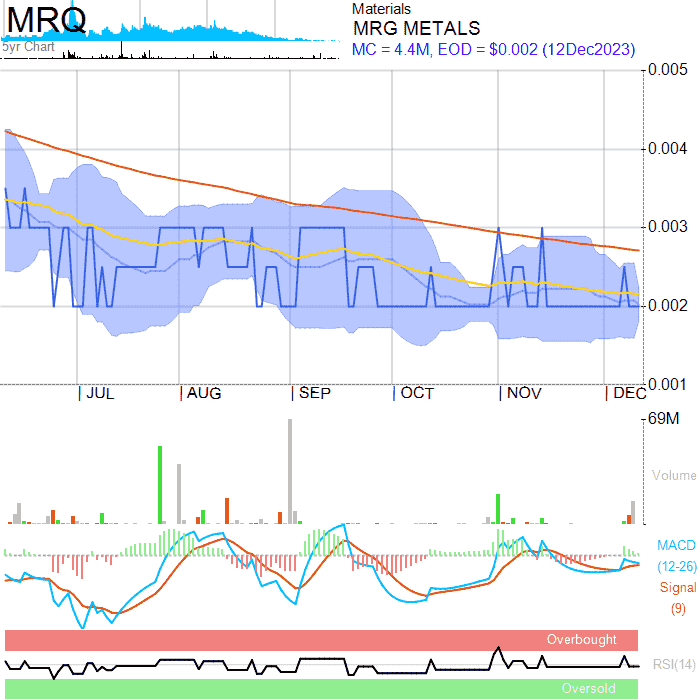 MRQ
5yr Chart
Materials
MRG METALS
MC = 4.4M, EOD = $0.002 (12Dec2023)
0.005
0.004
0.003
0.002
0.001
| JUL | AUG | SEP | OCT | NOV | DEC
69M
Volume
MACD
(12-26)
Signal
(9)
Overbought
RSI(14)
Oversold